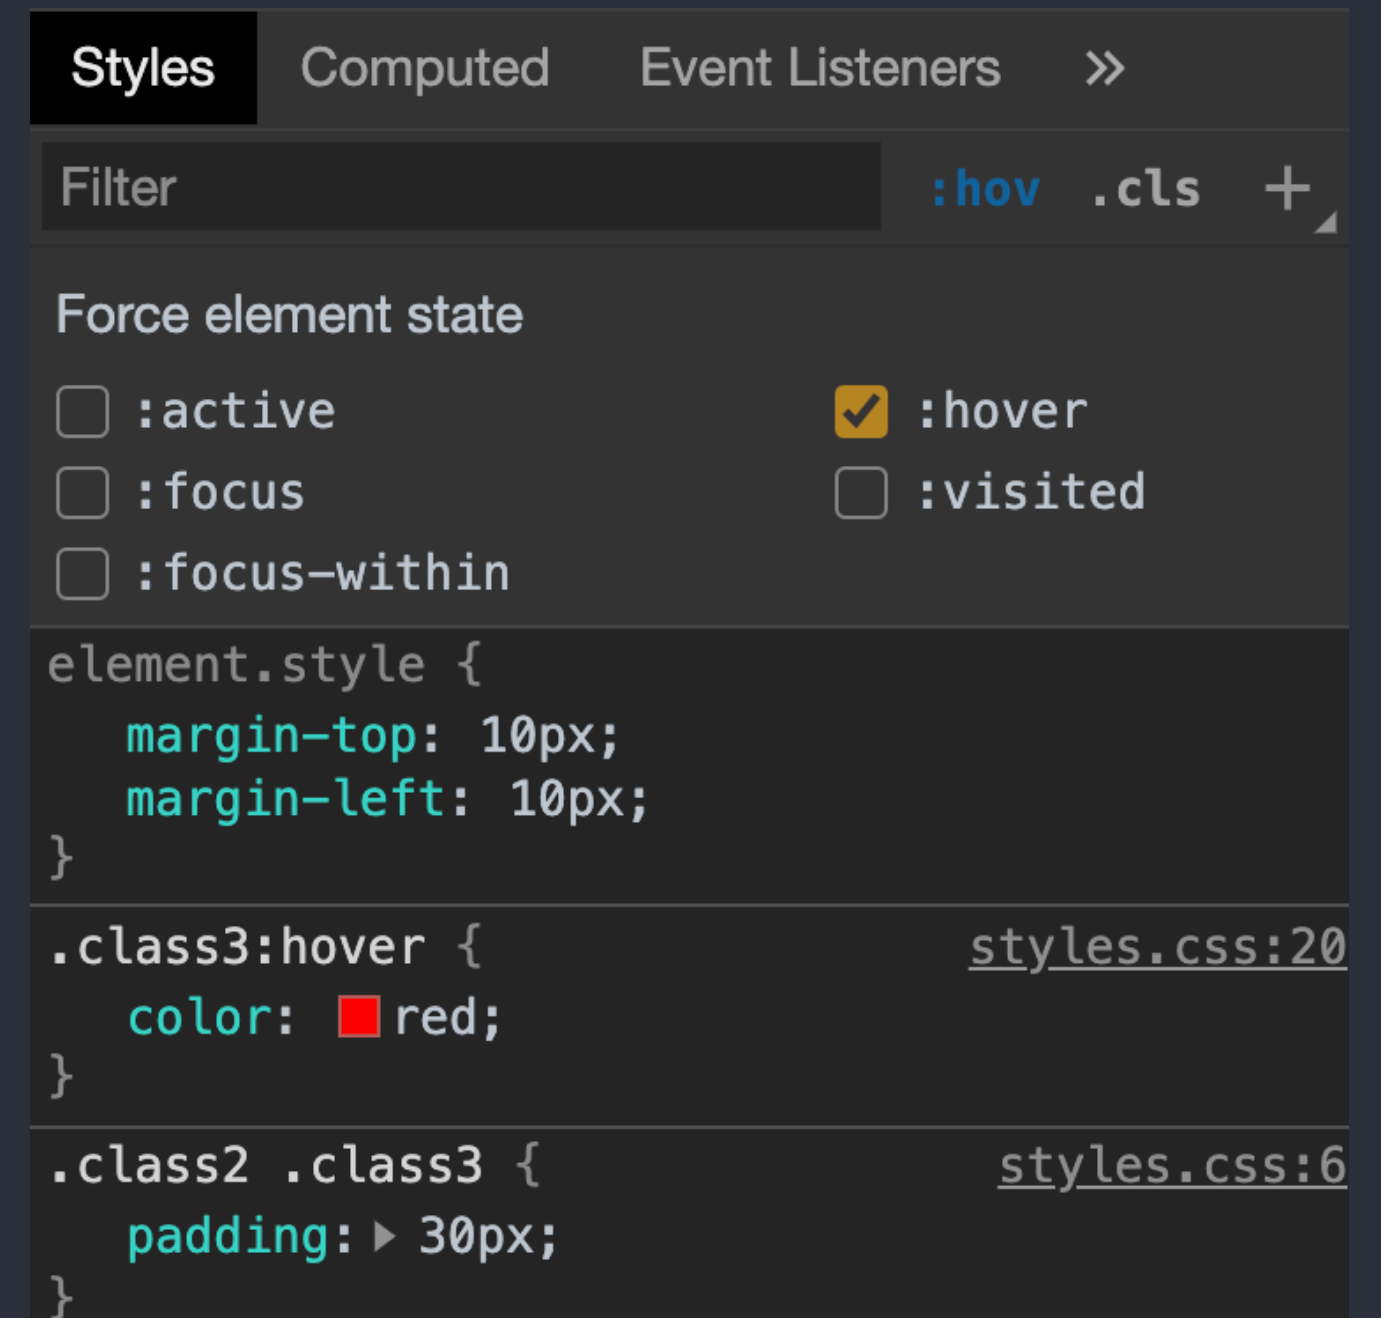 Styles Computed Event Listeners »
Filter :hov .cls +
Force element state
:active :hover
:focus :visited
:focus-within
element.style {
margin-top: 10px;
margin-left: 10px;
}
.class3:hover { styles.css:20
color: red;
}
.class2 .class3 { styles.css:6
padding: 30px;
}